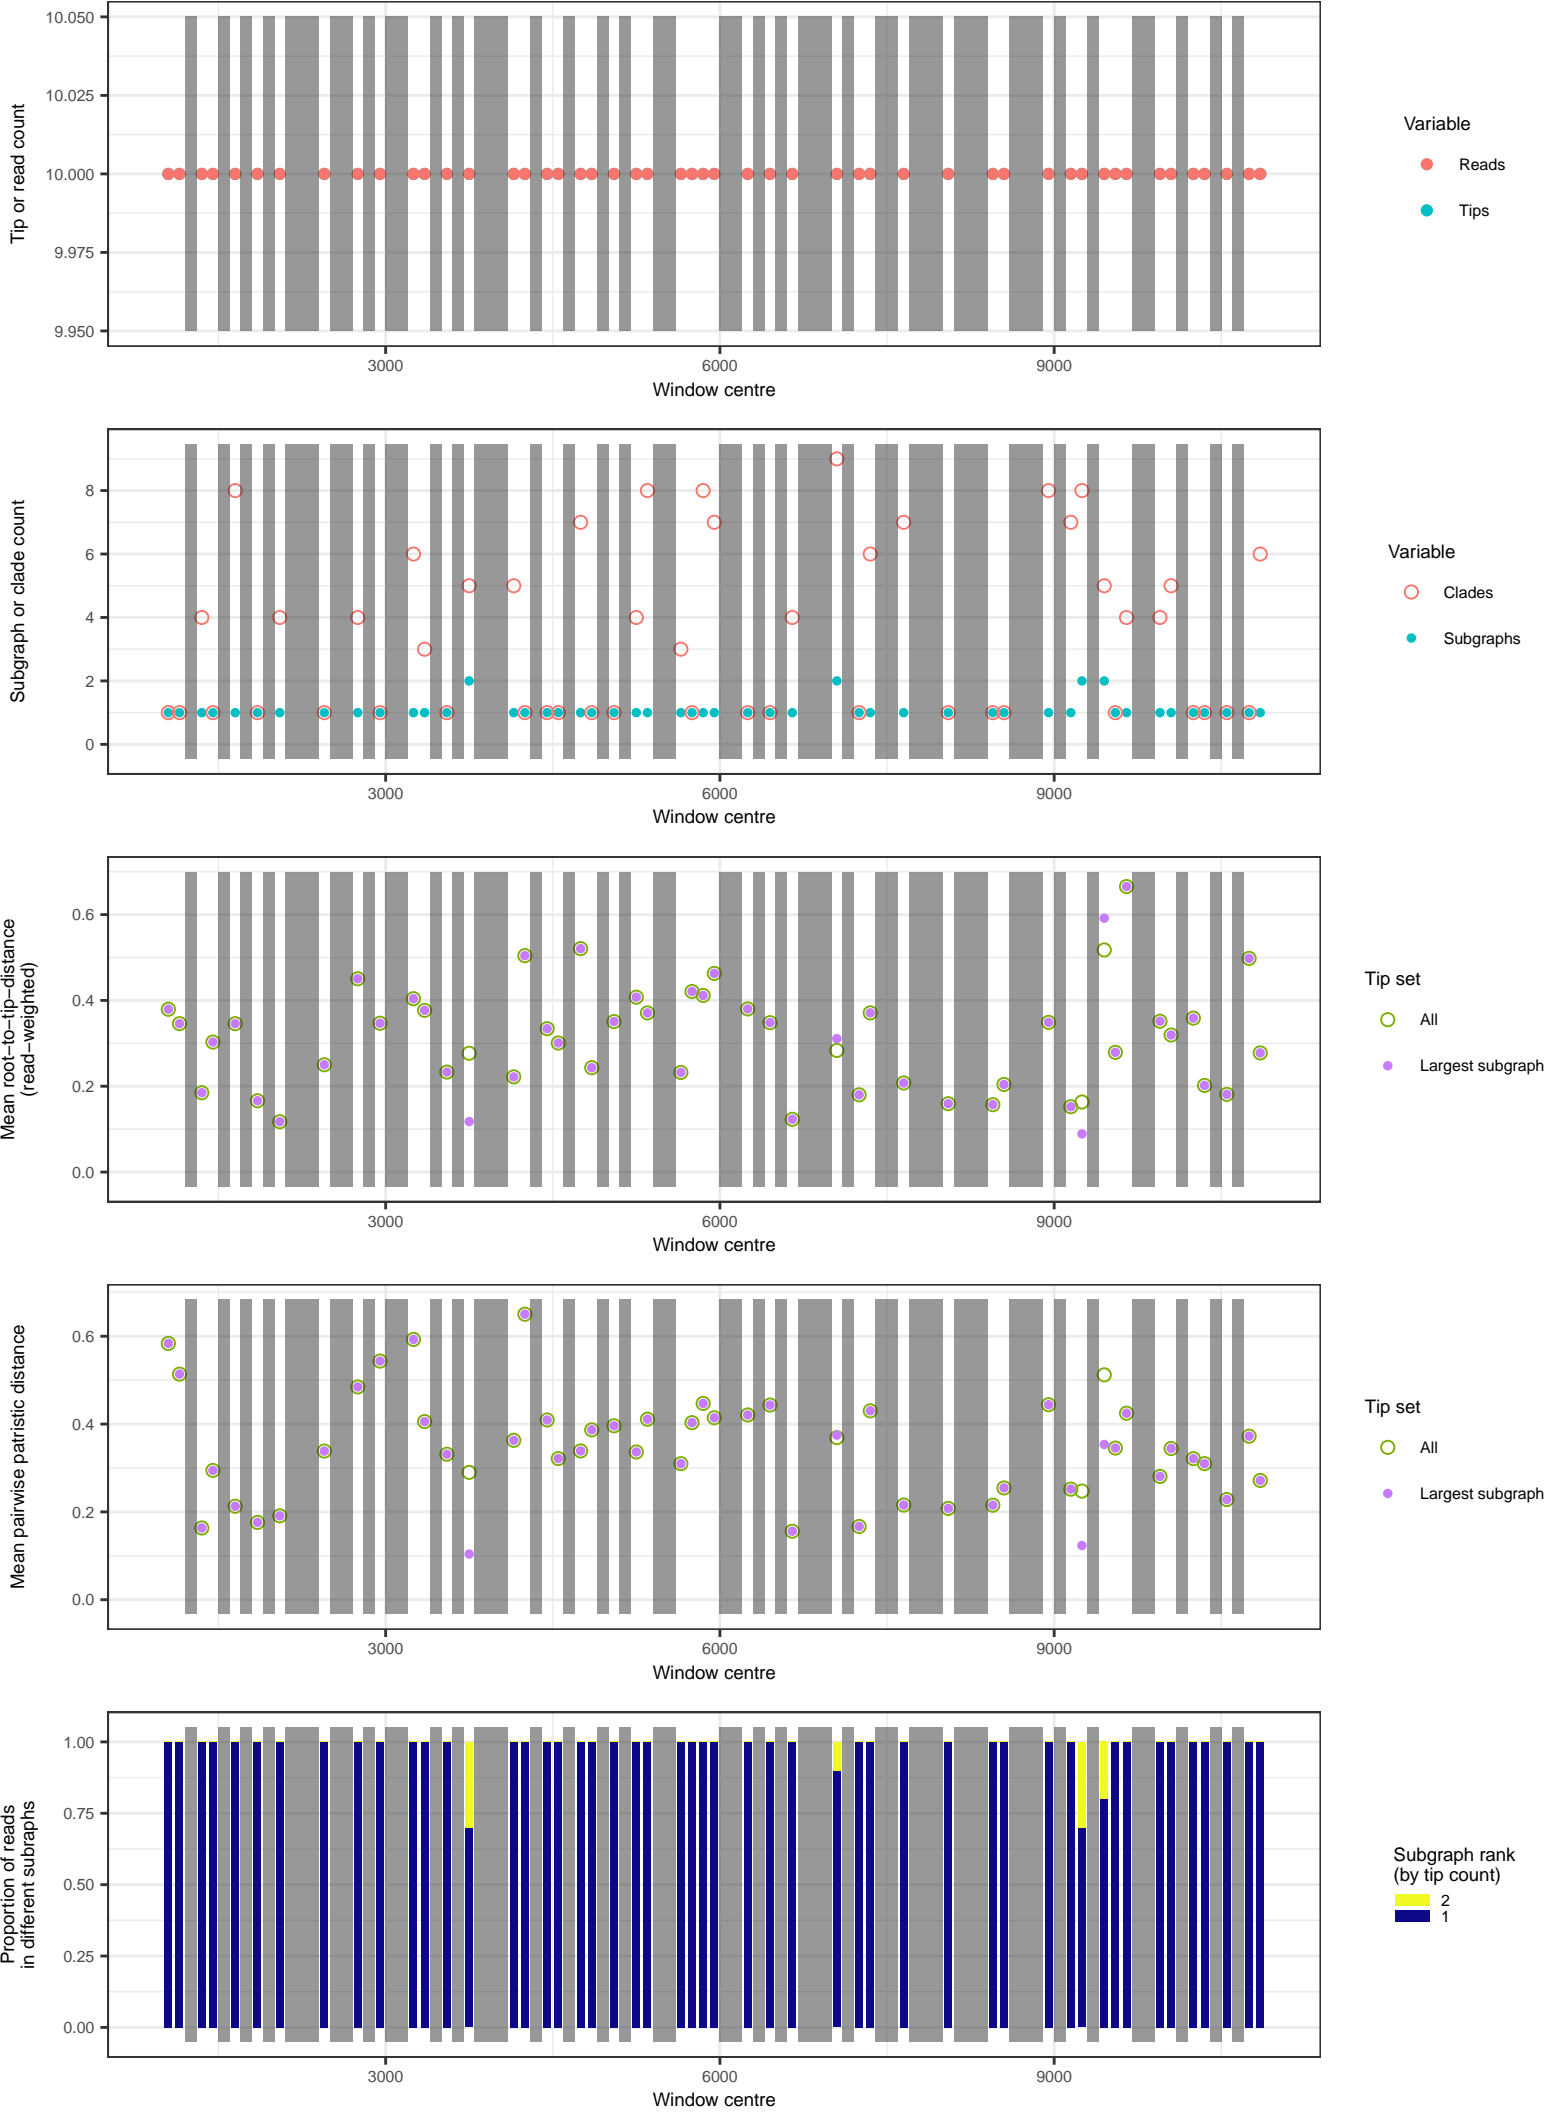 10.050
10.025
10.000
9.975
9.950
Tip or read count
3000 6000 9000
Window centre
Variable
Reads
Tips
8
6
4
2
0
Subgraph or clade count
3000 6000 9000
Window centre
Variable
Clades
Subgraphs
0.6
0.4
0.2
0.0
Mean root−to−tip−distance
(read−weighted)
3000 6000 9000
Window centre
Tip set
All
Largest subgraph
0.6
0.4
0.2
0.0
Mean pairwise patristic distance
3000 6000 9000
Window centre
Tip set
All
Largest subgraph
1.00
0.75
0.50
0.25
0.00
Proportion of reads
in different subraphs
3000 6000 9000
Window centre
Subgraph rank
(by tip count)
2
1